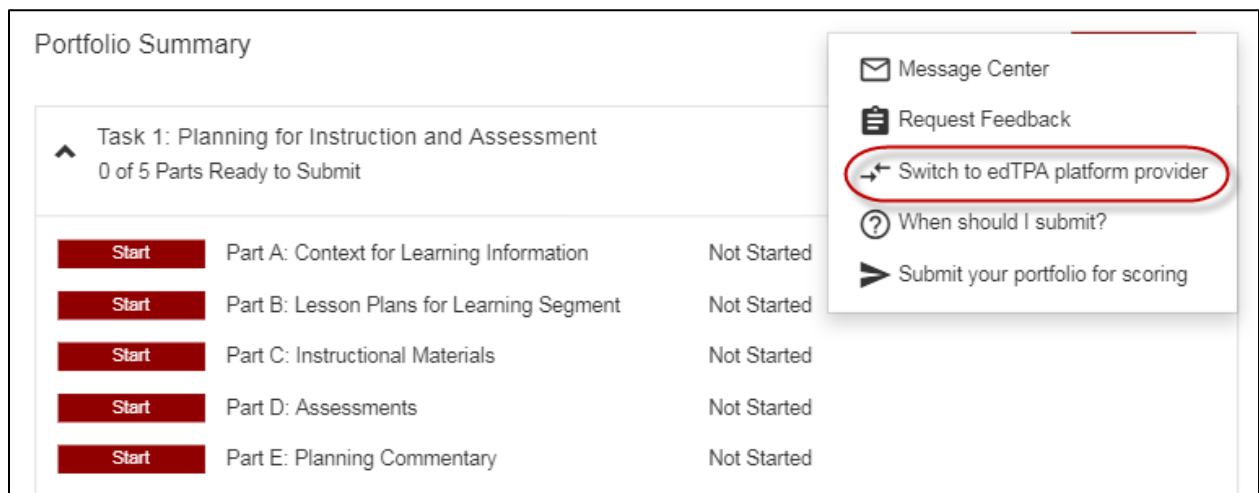 Portfolio Summary
Message Center
Request Feedback
Switch to edTPA platform provider
When should I submit?
Submit your portfolio for scoring
Task 1: Planning for Instruction and Assessment
0 of 5 Parts Ready to Submit
Start Part A: Context for Learning Information Not Started
Start Part B: Lesson Plans for Learning Segment Not Started
Start Part C: Instructional Materials Not Started
Start Part D: Assessments Not Started
Start Part E: Planning Commentary Not Started